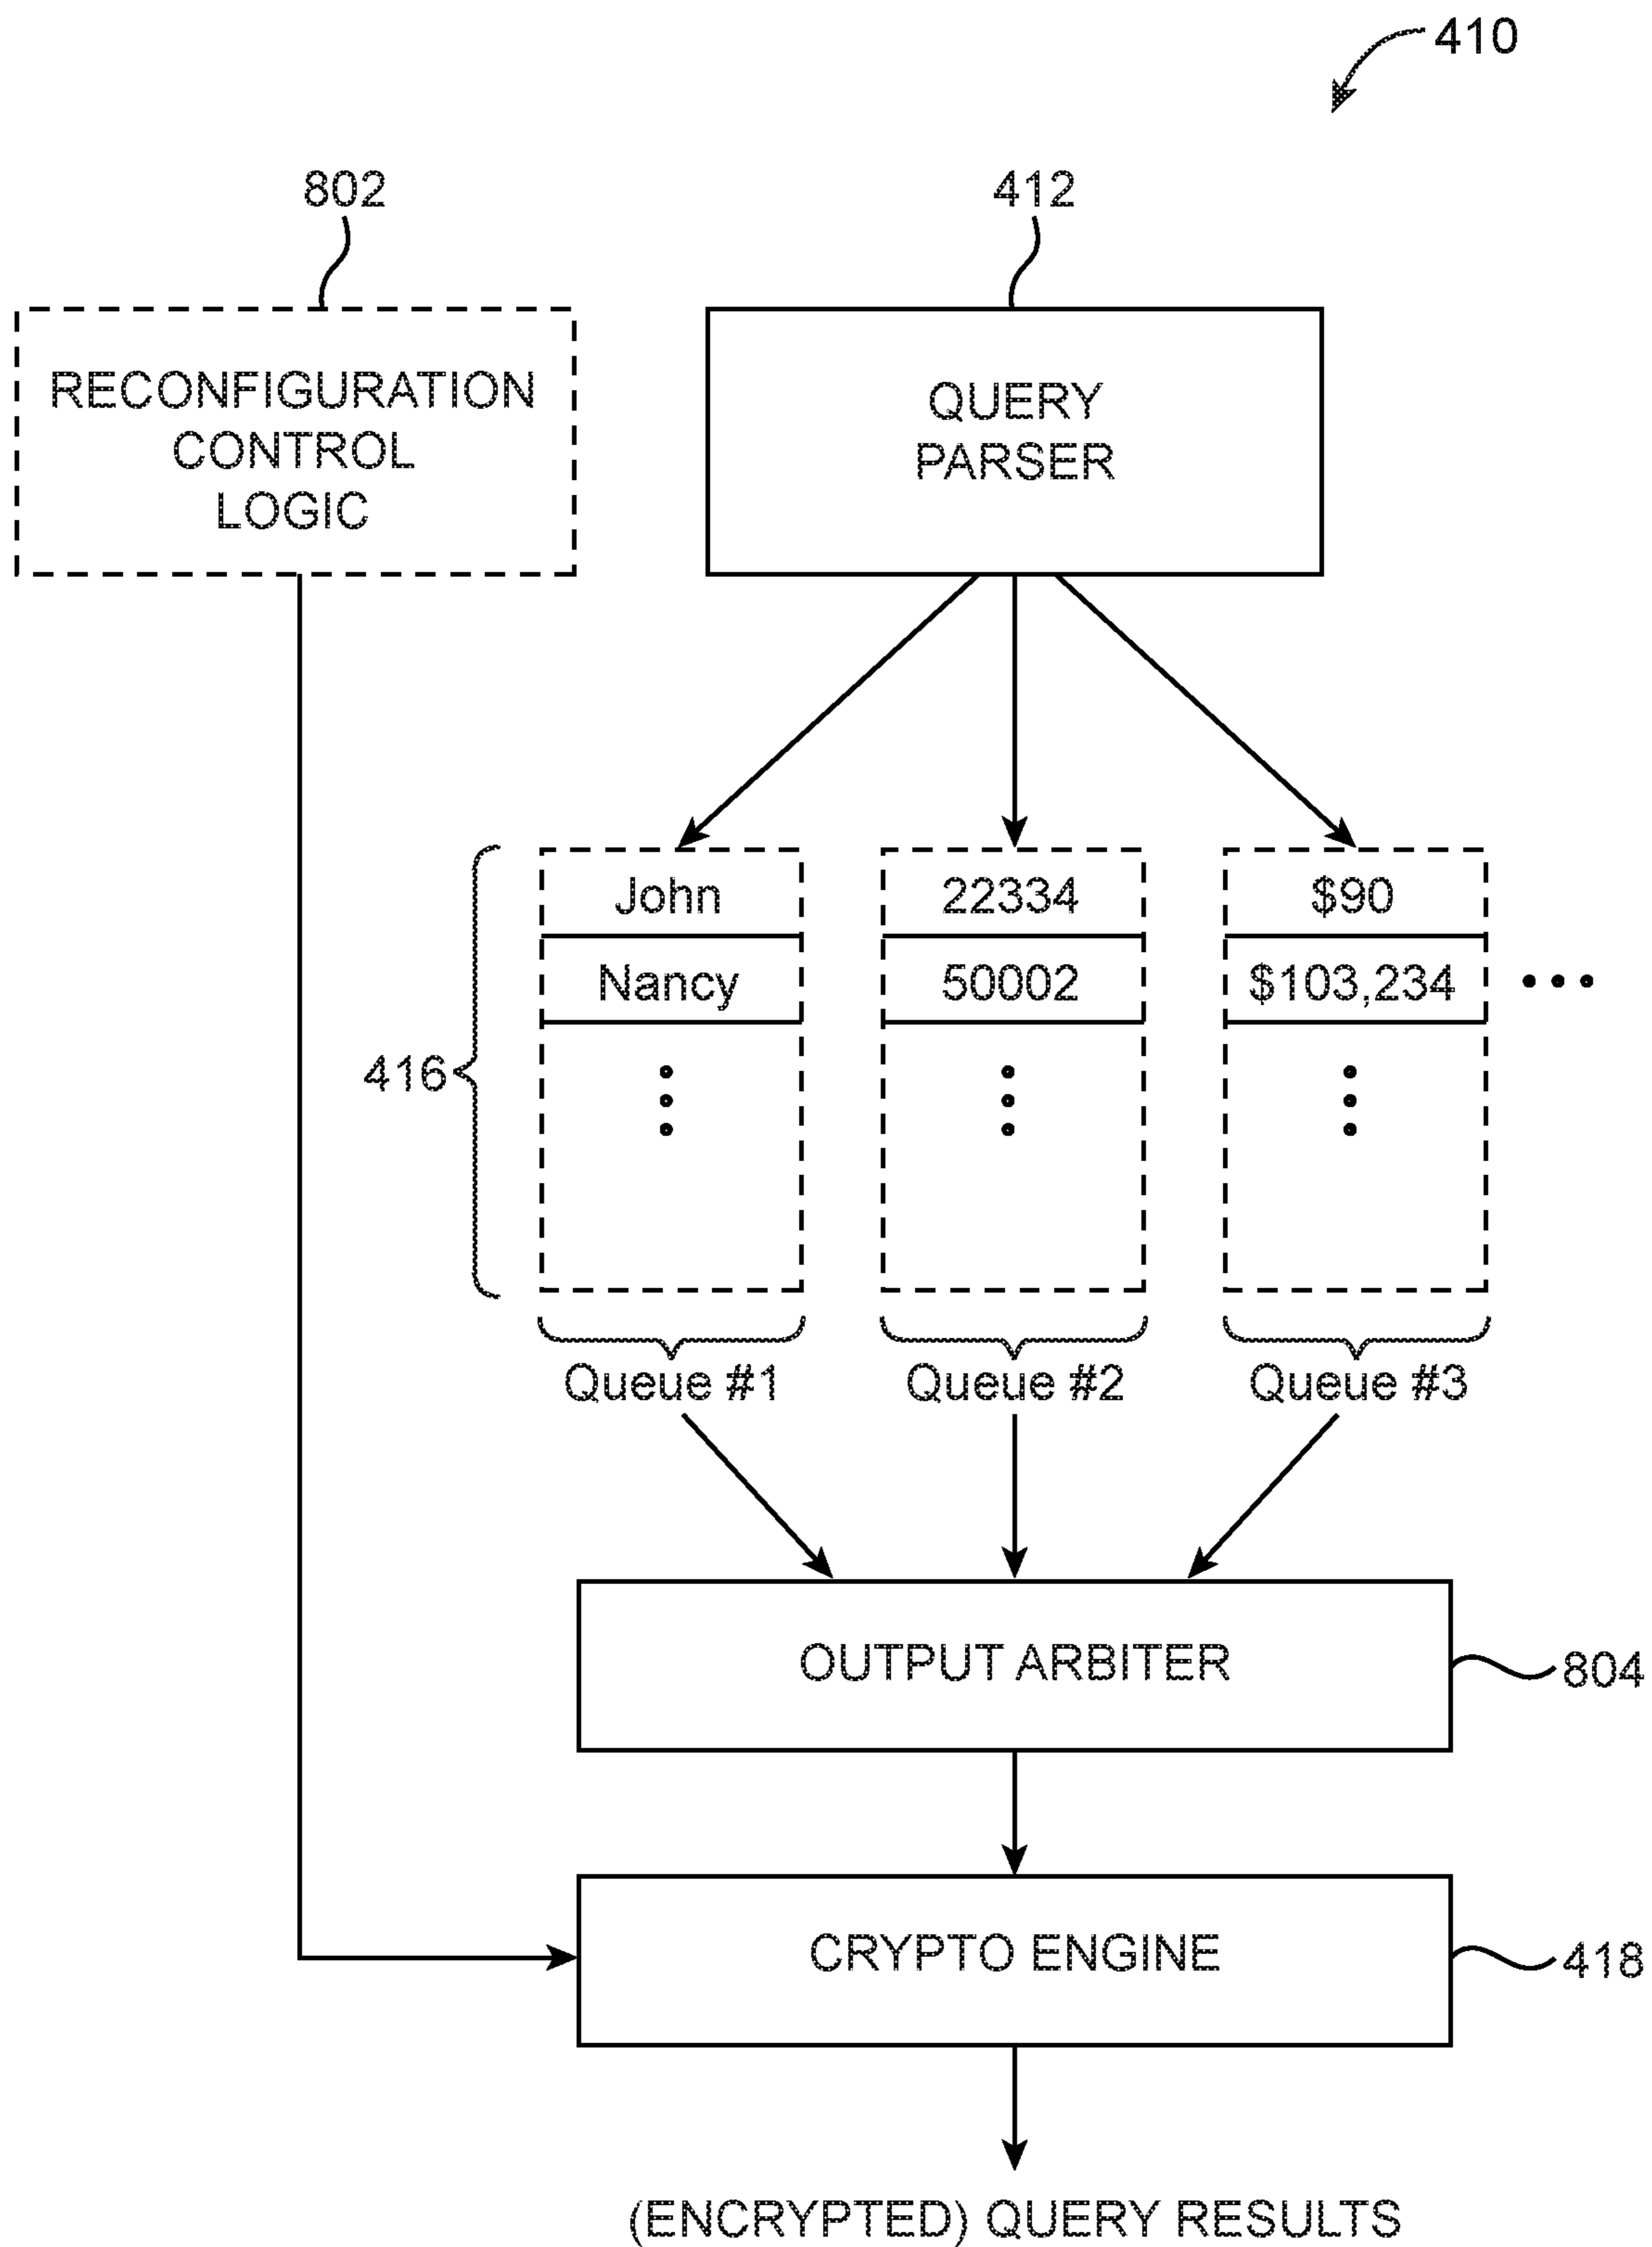 410
802
412
RECONFIGURATION
CONTROL
LOGIC
QUERY
PARSER
John 22334 $90
Nancy 50002 $103,234
416
Queue #1 Queue #2 Queue #3
OUTPUT ARBITER
804
CRYPTO ENGINE
418
(ENCRYPTED) QUERY RESULTS